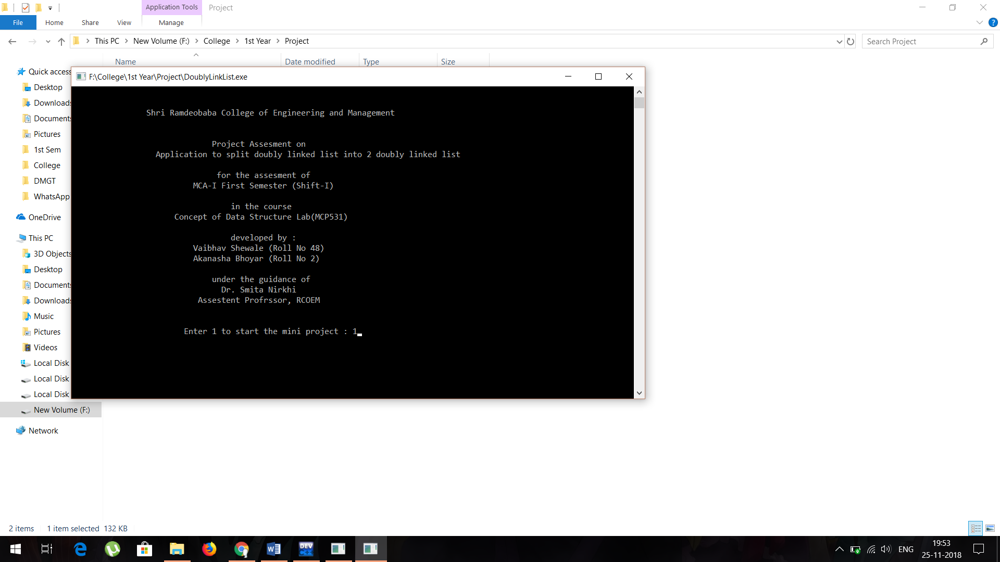 Application Tools
Project
File
Home
Share
View
Manage
This PC
New Volume (F:)
College
1st Year
Project
Search Project
Name
Date modified
Type
Size
Quick access
Desktop
Downloads
Documents
Pictures
1st Sem
College
DMGT
WhatsApp
OneDrive
This PC
3D Objects
Desktop
Documents
Downloads
Music
Pictures
Videos
Local Disk
Local Disk
Local Disk
New Volume (F:)
Network
F:\College\1st Year\Project\DoublyLinkList.exe
Shri Ramdeobaba College of Engineering and Management
Project Assesment on
Application to split doubly linked list into 2 doubly linked list
for the assesment of
MCA-I First Semester (Shift-I)
in the course
Concept of Data Structure Lab(MCP531)
developed by :
Vaibhav Shewale (Roll No 48)
Akanasha Bhoyar (Roll No 2)
under the guidance of
Dr. Smita Nirkhi
Assestent Profrssor, RCOEM
Enter 1 to start the mini project : 1
2 items
1 item selected 132 KB
DEV
C++
ENG
19:53
25-11-2018